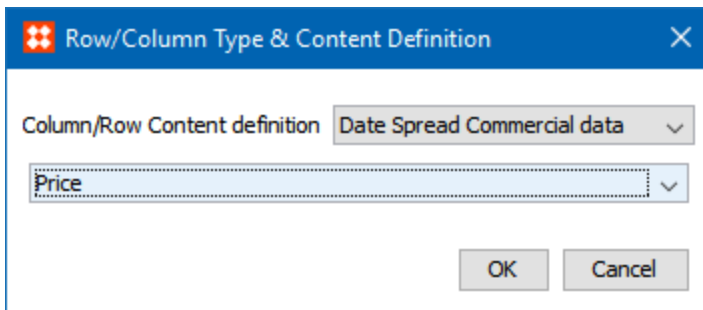 Row/Column Type & Content Definition
Column/Row Content definition Date Spread Commercial data
Price
OK Cancel